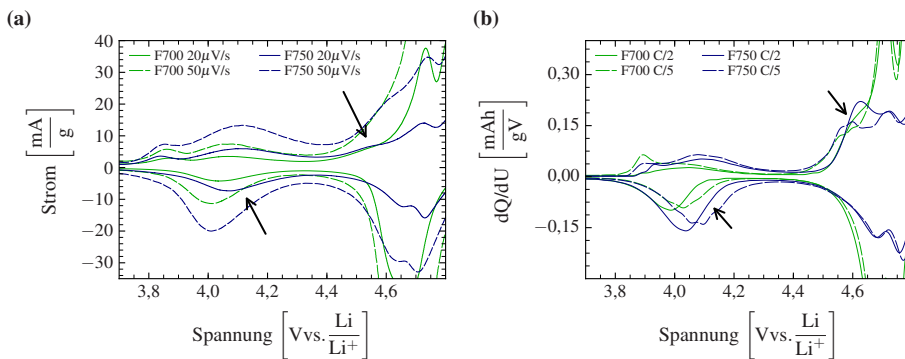 (a)
40
30
20
10
0
−10
−20
−30
Strom [mA/g]
F700 20µV/s
F700 50µV/s
F750 20µV/s
F750 50µV/s
3,8 4,0 4,2 4,4 4,6
Spannung [Vvs. Li/Li⁺]
(b)
0,30
0,15
0,00
−0,15
dQ/dU [mAh/gV]
F700 C/2
F700 C/5
F750 C/2
F750 C/5
3,8 4,0 4,2 4,4 4,6
Spannung [Vvs. Li/Li⁺]